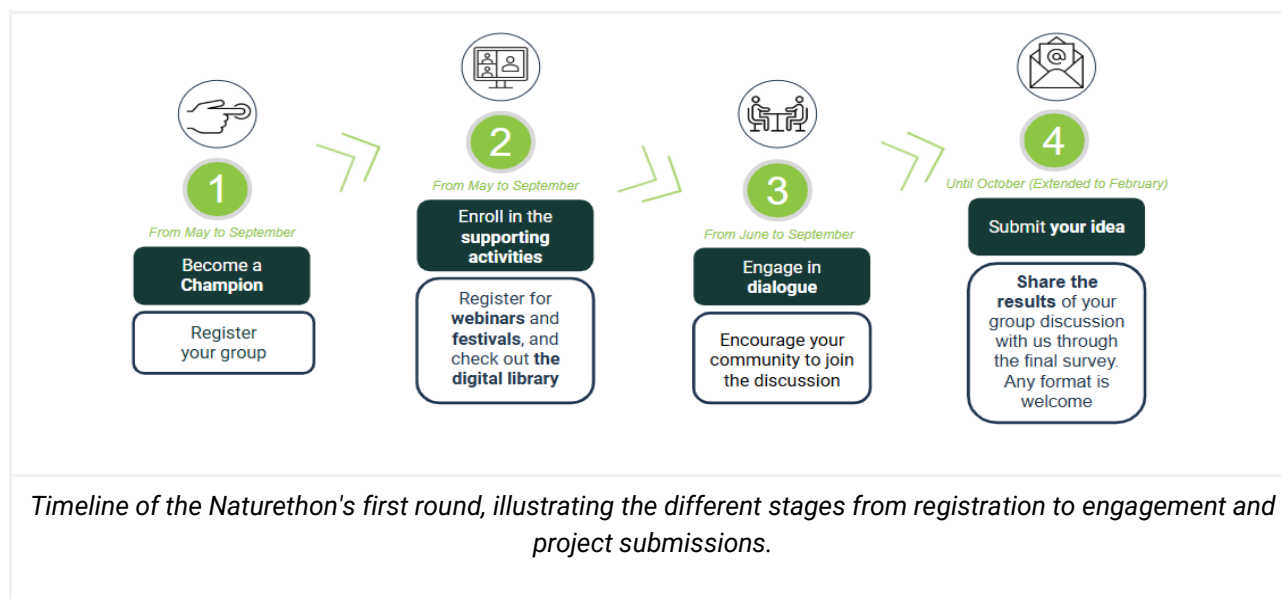 1
From May to September
Become a
Champion
Register
your group
2
From May to September
Enroll in the
supporting
activities
Register for
webinars and
festivals, and
check out the
digital library
3
From June to September
Engage in
dialogue
Encourage your
community to join
the discussion
@
4
Until October (Extended to February)
Submit your idea
Share the
results of your
group discussion
with us through
the final survey.
Any format is
welcome
Timeline of the Naturethon's first round, illustrating the different stages from registration to engagement and
project submissions.